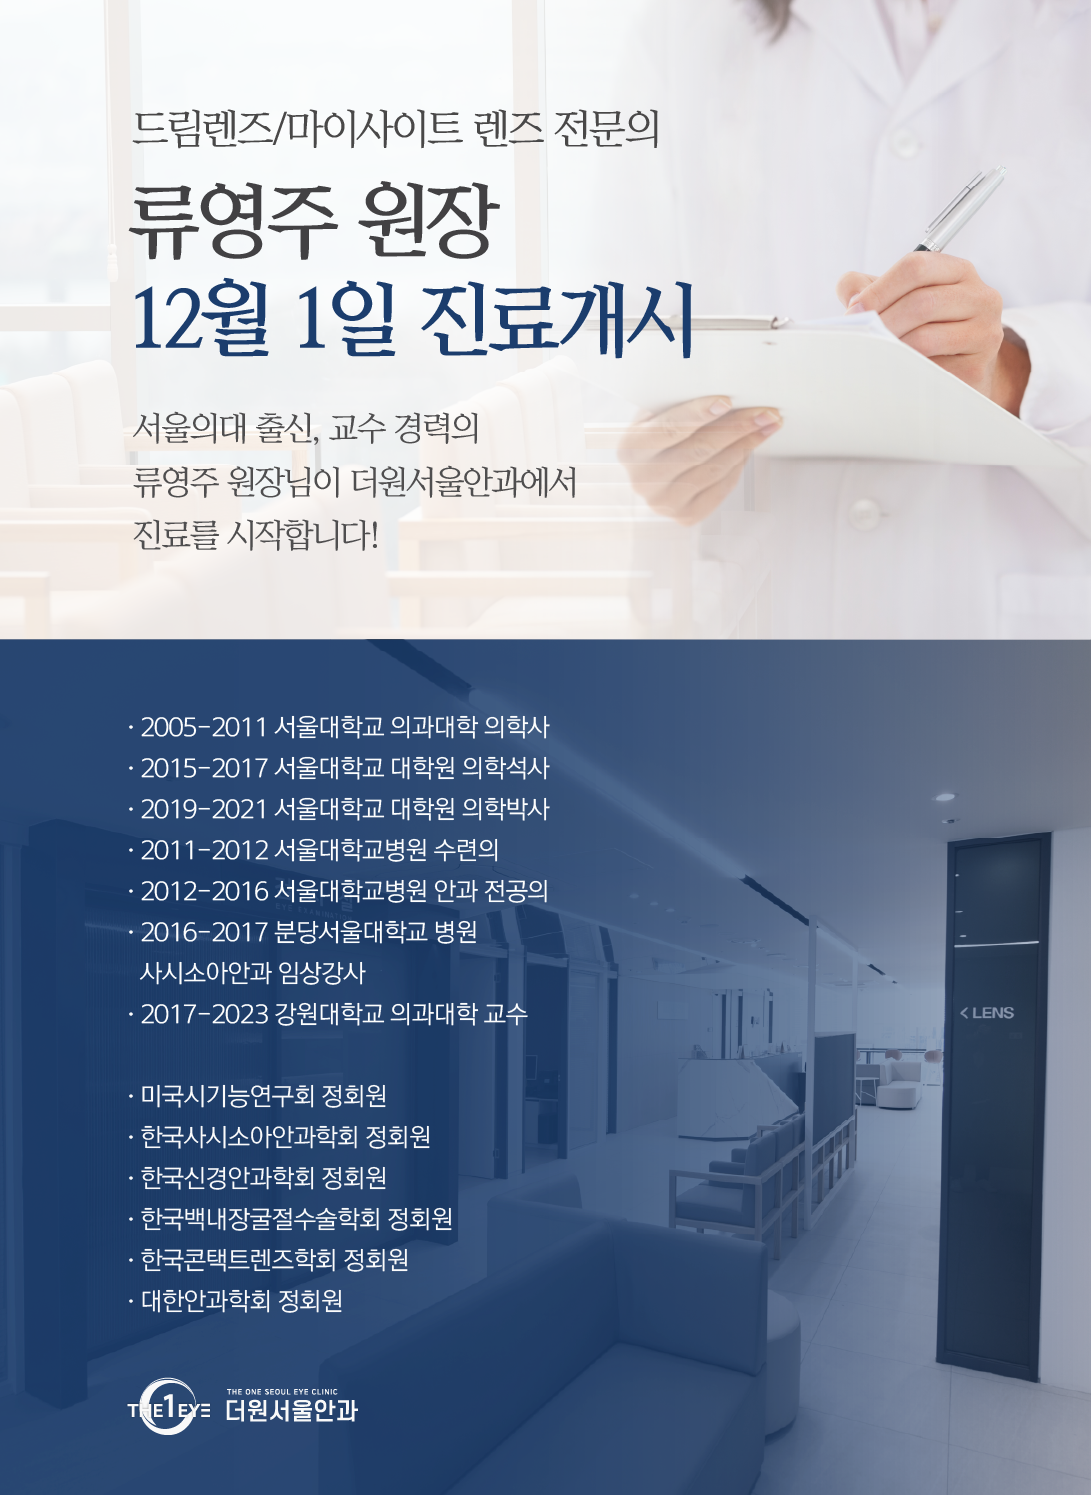 드림렌즈/마이사이트 렌즈 전문의
류영주 원장
12월 1일 진료개시
서울의대 출신, 교수 경력의
류영주 원장님이 더원서울안과에서
진료를 시작합니다!
· 2005-2011 서울대학교 의과대학 의학사
· 2015-2017 서울대학교 대학원 의학석사
· 2019-2021 서울대학교 대학원 의학박사
· 2011-2012 서울대학교병원 수련의
· 2012-2016 서울대학교병원 안과 전공의
· 2016-2017 분당서울대학교 병원
사시소아안과 임상강사
· 2017-2023 강원대학교 의과대학 교수
· 미국시기능연구회 정회원
· 한국사시소아안과학회 정회원
· 한국신경안과학회 정회원
· 한국백내장굴절수술학회 정회원
· 한국콘택트렌즈학회 정회원
· 대한안과학회 정회원
< LENS
THE 1 EYE
THE ONE SEOUL EYE CLINIC
더원서울안과